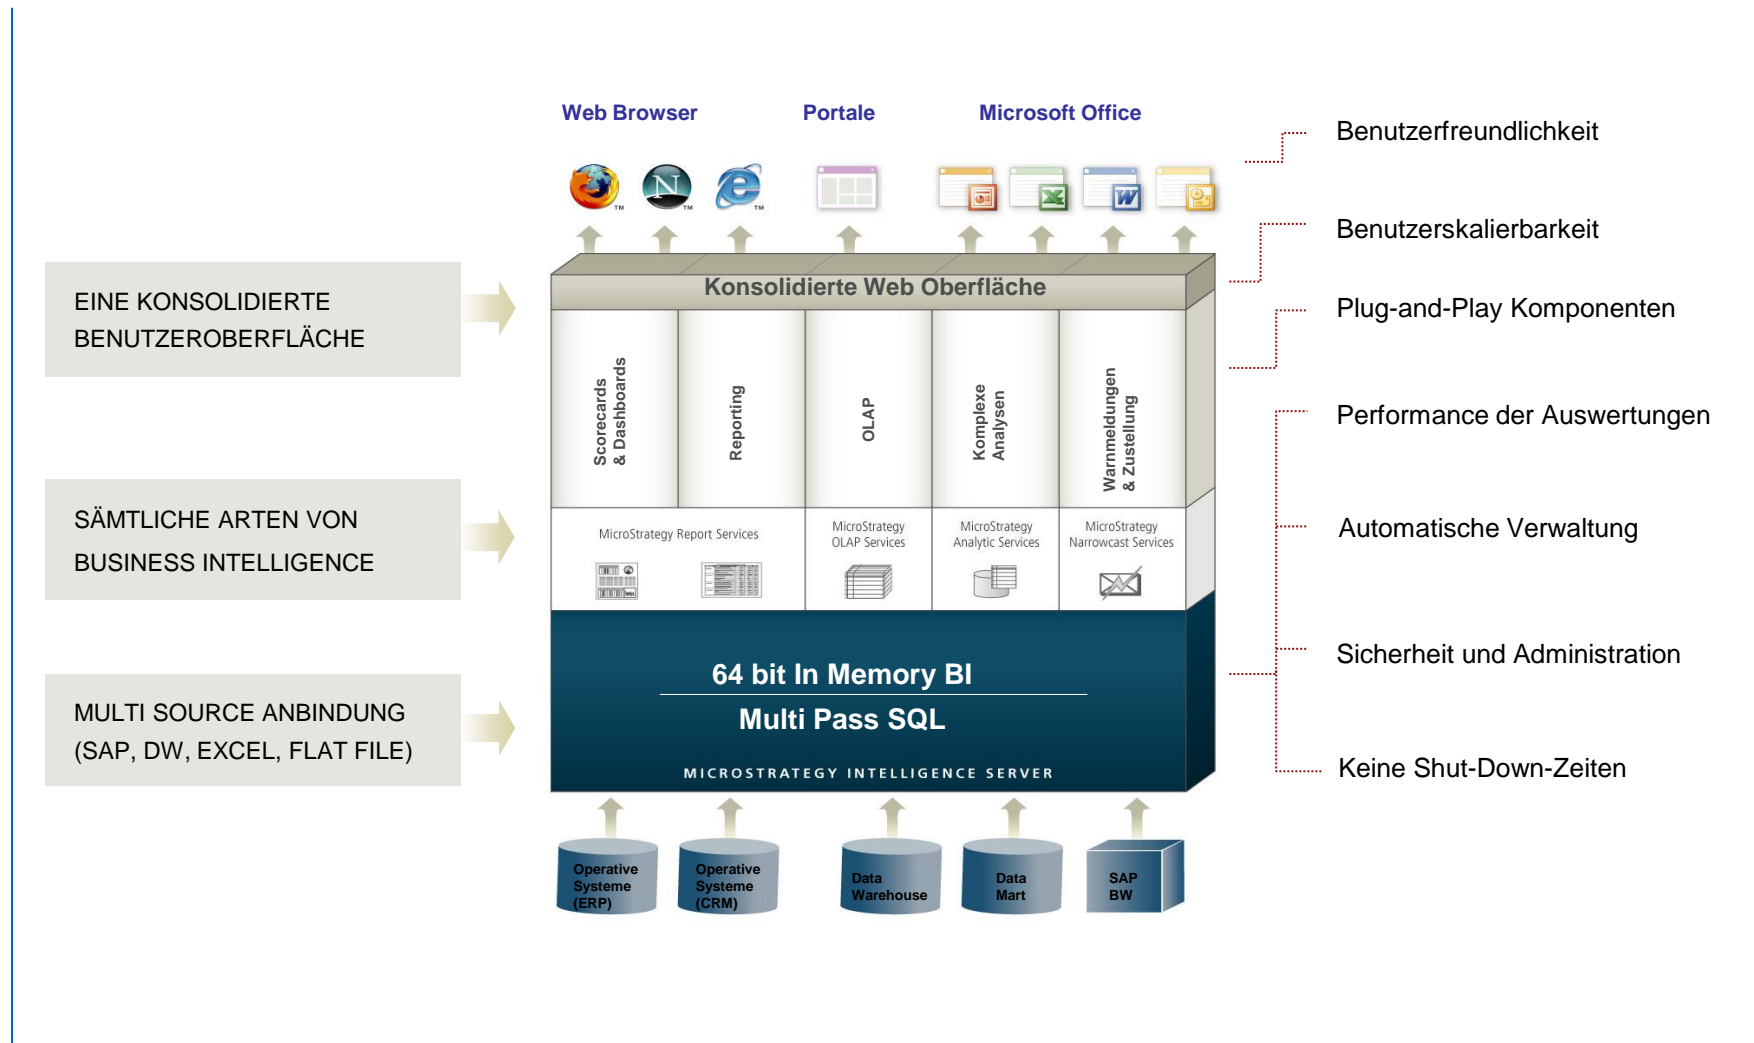 Web Browser
Portale
Microsoft Office
N
TM
TM
TM
Konsolidierte Web Oberfläche
EINE KONSOLIDIERTE
BENUTZEROBERFLÄCHE
SÄMTLICHE ARTEN VON
BUSINESS INTELLIGENCE
MULTI SOURCE ANBINDUNG
(SAP, DW, EXCEL, FLAT FILE)
Scorecards
& Dashboards
Reporting
OLAP
Komplexe
Analysen
Warnmeldungen
& Zustellung
MicroStrategy Report Services
MicroStrategy
OLAP Services
MicroStrategy
Analytic Services
MicroStrategy
Narrowcast Services
64 bit In Memory BI
Multi Pass SQL
MICROSTRATEGY INTELLIGENCE SERVER
Operative
Systeme
(ERP)
Operative
Systeme
(CRM)
Data
Warehouse
Data
Mart
SAP
BW
Benutzerfreundlichkeit
Benutzerskalierbarkeit
Plug-and-Play Komponenten
Performance der Auswertungen
Automatische Verwaltung
Sicherheit und Administration
Keine Shut-Down-Zeiten